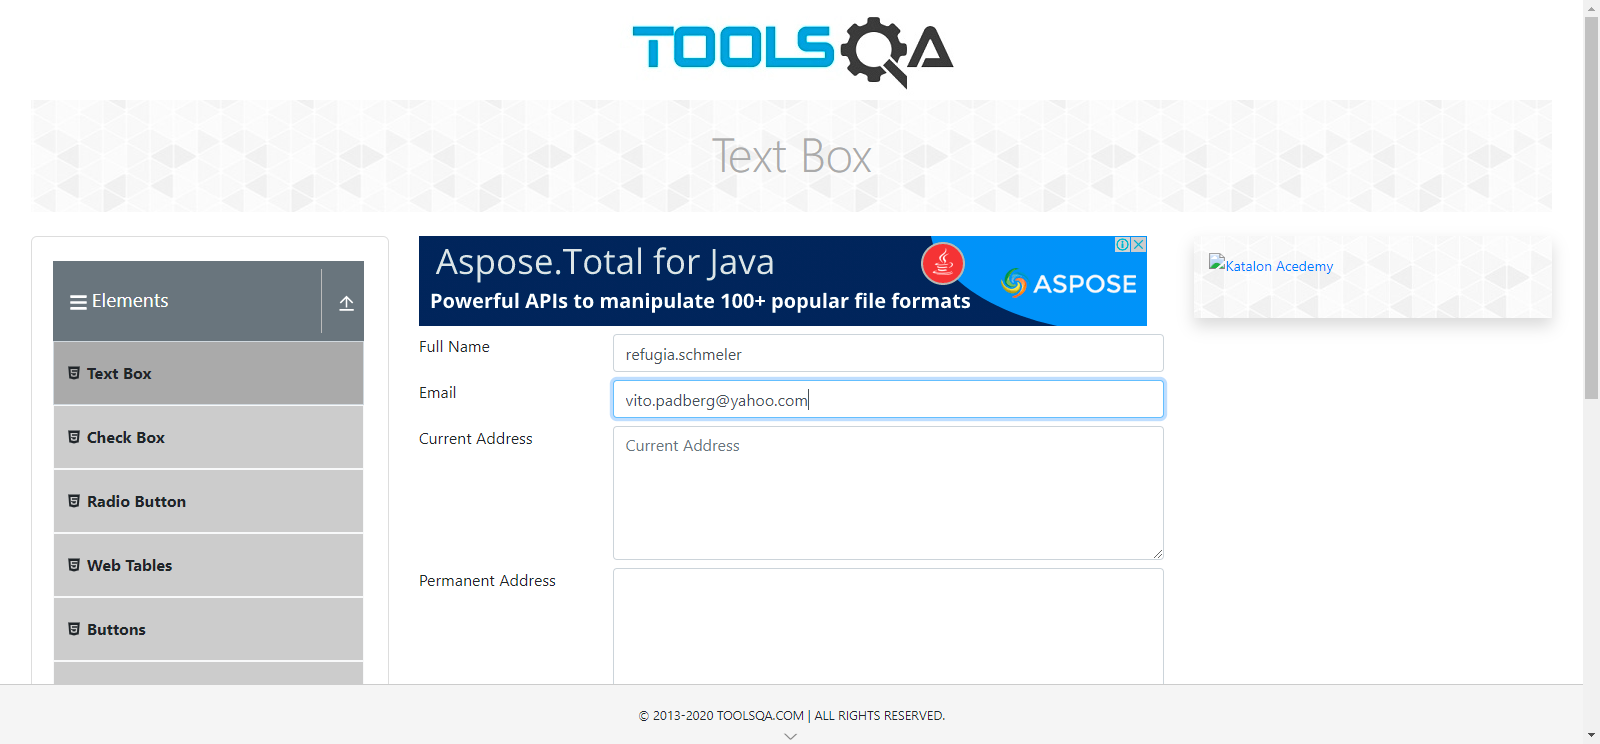 TOOLSQA
Text Box
Elements
Text Box
Check Box
Radio Button
Web Tables
Buttons
Aspose.Total for Java
Powerful APIs to manipulate 100+ popular file formats
ASPOSE
Full Name
refugia.schmeler
Email
vito.padberg@yahoo.com
Current Address
Current Address
Permanent Address
Katalon Acedemy
© 2013-2020 TOOLSQA.COM | ALL RIGHTS RESERVED.